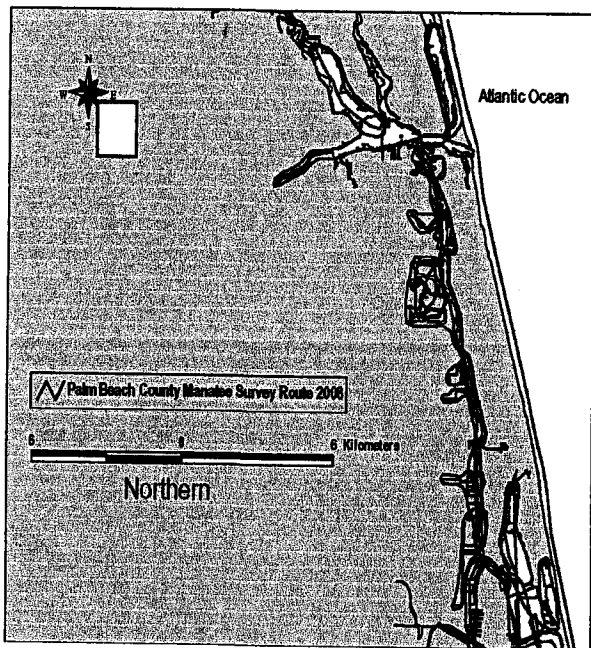 N
W E
S
Atlantic Ocean
Palm Beach County Manatee Survey Route 2006
6 0 6 Kilometers
Northern